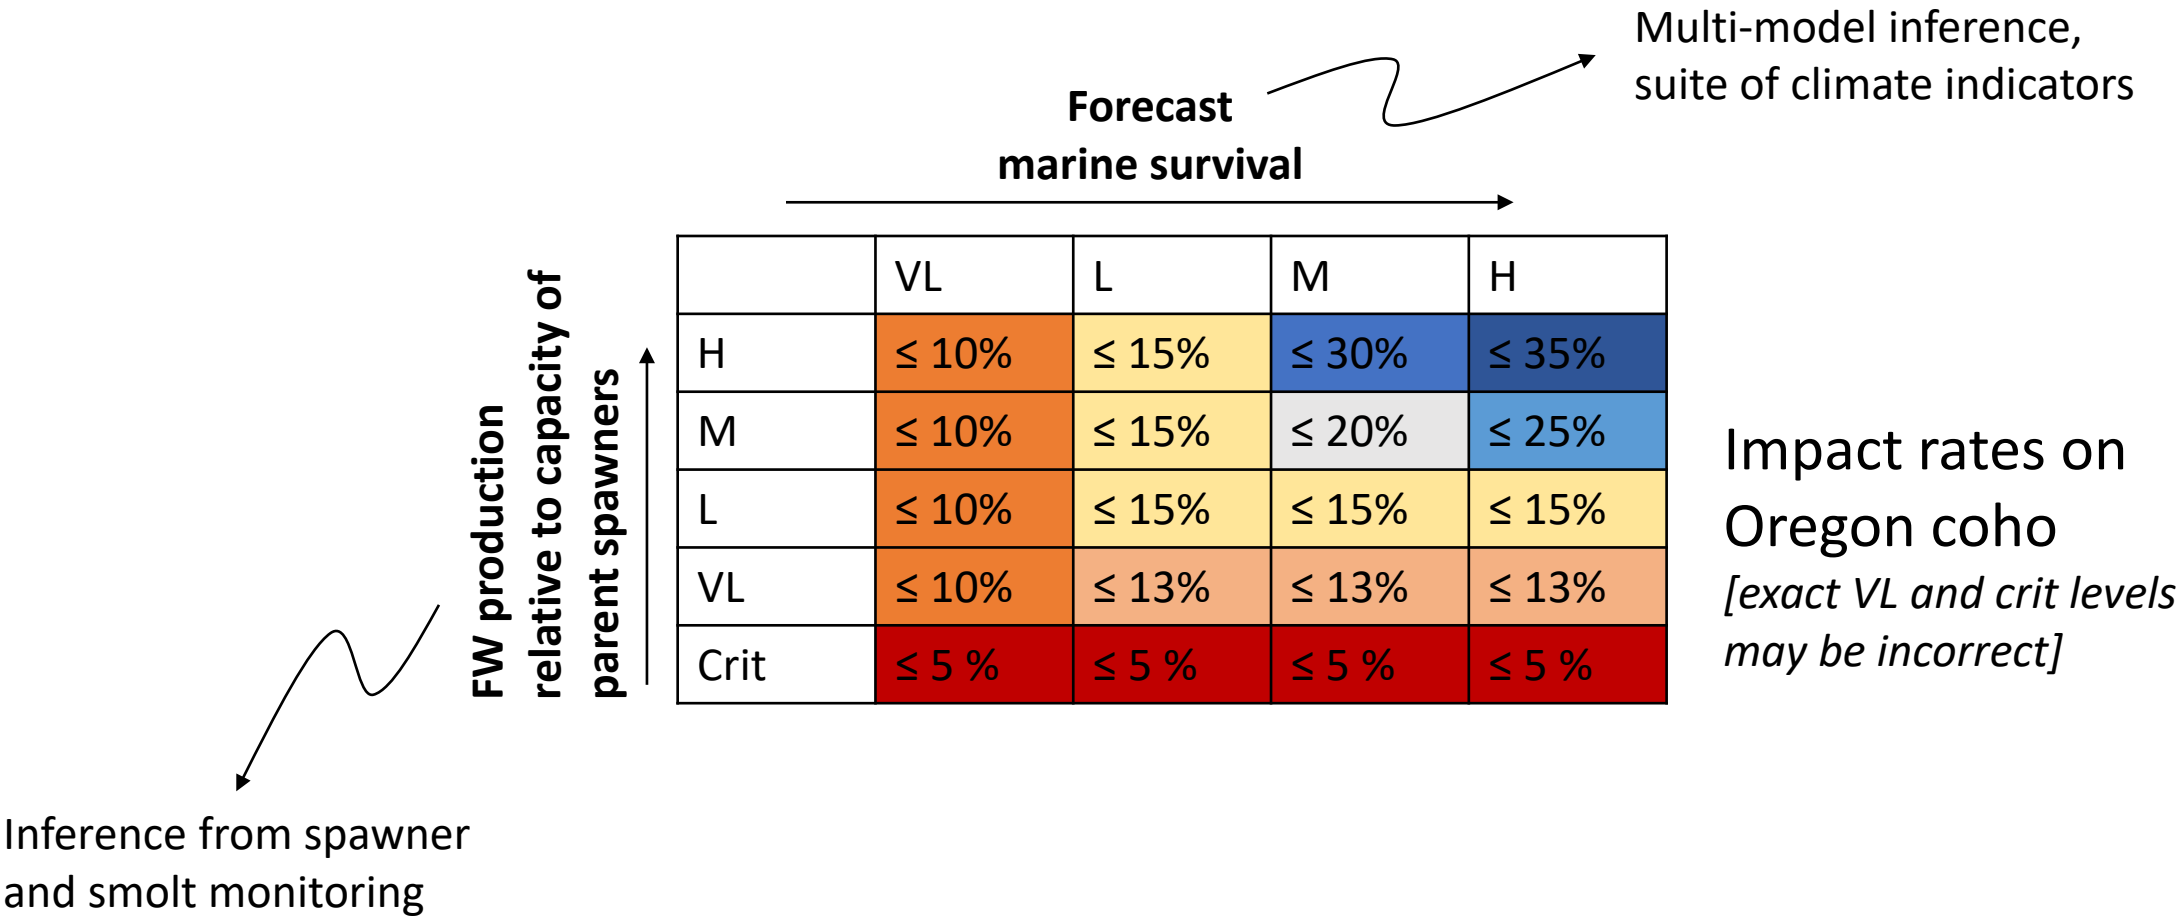 Multi-model inference,
suite of climate indicators
Forecast
marine survival
FW production
relative to capacity of
parent spawners
VL L M H
H ≤ 10% ≤ 15% ≤ 30% ≤ 35%
M ≤ 10% ≤ 15% ≤ 20% ≤ 25%
L ≤ 10% ≤ 15% ≤ 15% ≤ 15%
VL ≤ 10% ≤ 13% ≤ 13% ≤ 13%
Crit ≤ 5 % ≤ 5 % ≤ 5 % ≤ 5 %
Impact rates on
Oregon coho
[exact VL and crit levels
may be incorrect]
Inference from spawner
and smolt monitoring